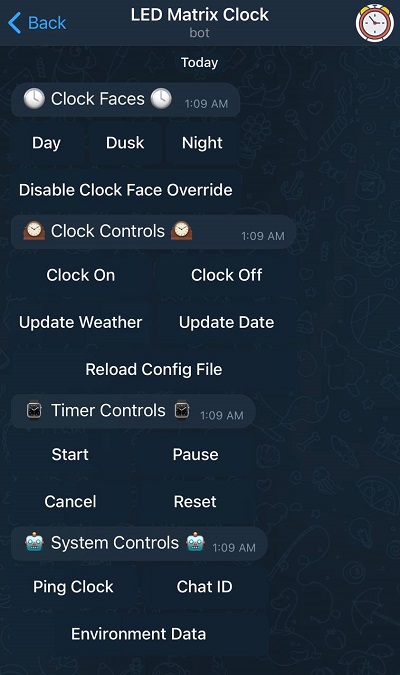 Back
LED Matrix Clock
bot
Today
🕓 Clock Faces 🕓 1:09 AM
Day Dusk Night
Disable Clock Face Override
🕰️ Clock Controls 🕰️ 1:09 AM
Clock On Clock Off
Update Weather Update Date
Reload Config File
⌚ Timer Controls ⌚ 1:09 AM
Start Pause
Cancel Reset
🤖 System Controls 🤖 1:09 AM
Ping Clock Chat ID
Environment Data